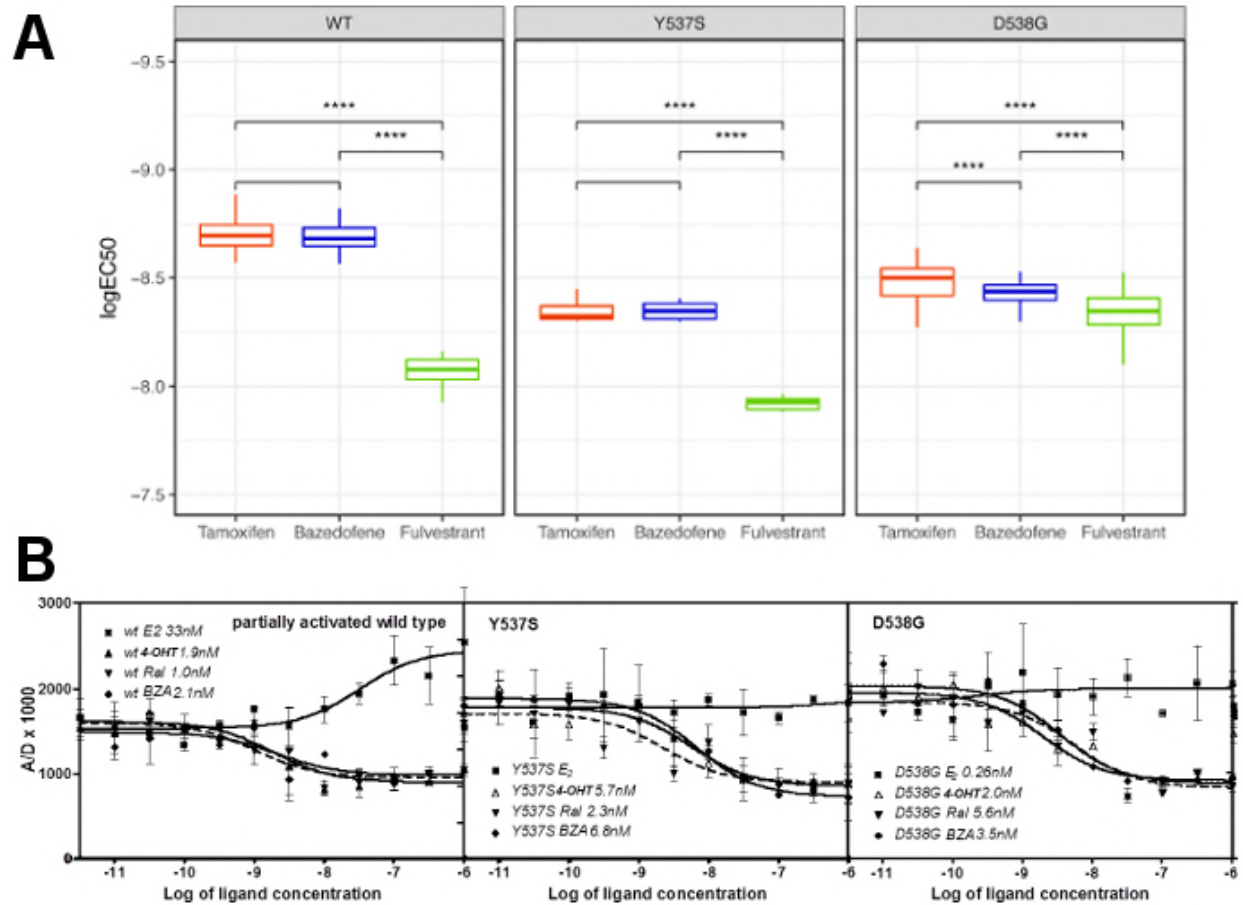 A
WT
Y537S
D538G
-9.5
-9.0
-8.5
-8.0
-7.5
logEC50
****
****
****
****
****
****
****
Tamoxifen Bazedofene Fulvestrant
Tamoxifen Bazedofene Fulvestrant
Tamoxifen Bazedofene Fulvestrant
B
3000
2000
1000
0
A/D x 1000
partially activated wild type
wt E2 33nM
wt 4-OHT 1.9nM
wt Ral 1.0nM
wt BZA 2.1nM
-11 -10 -9 -8 -7 -6
Log of ligand concentration
Y537S
Y537S E2
Y537S 4-OHT 5.7nM
Y537S Ral 2.3nM
Y537S BZA 6.8nM
-11 -10 -9 -8 -7 -6
Log of ligand concentration
D538G
D538G E2 0.26nM
D538G 4-OHT 2.0nM
D538G Ral 5.6nM
D538G BZA 3.5nM
-11 -10 -9 -8 -7 -6
Log of ligand concentration